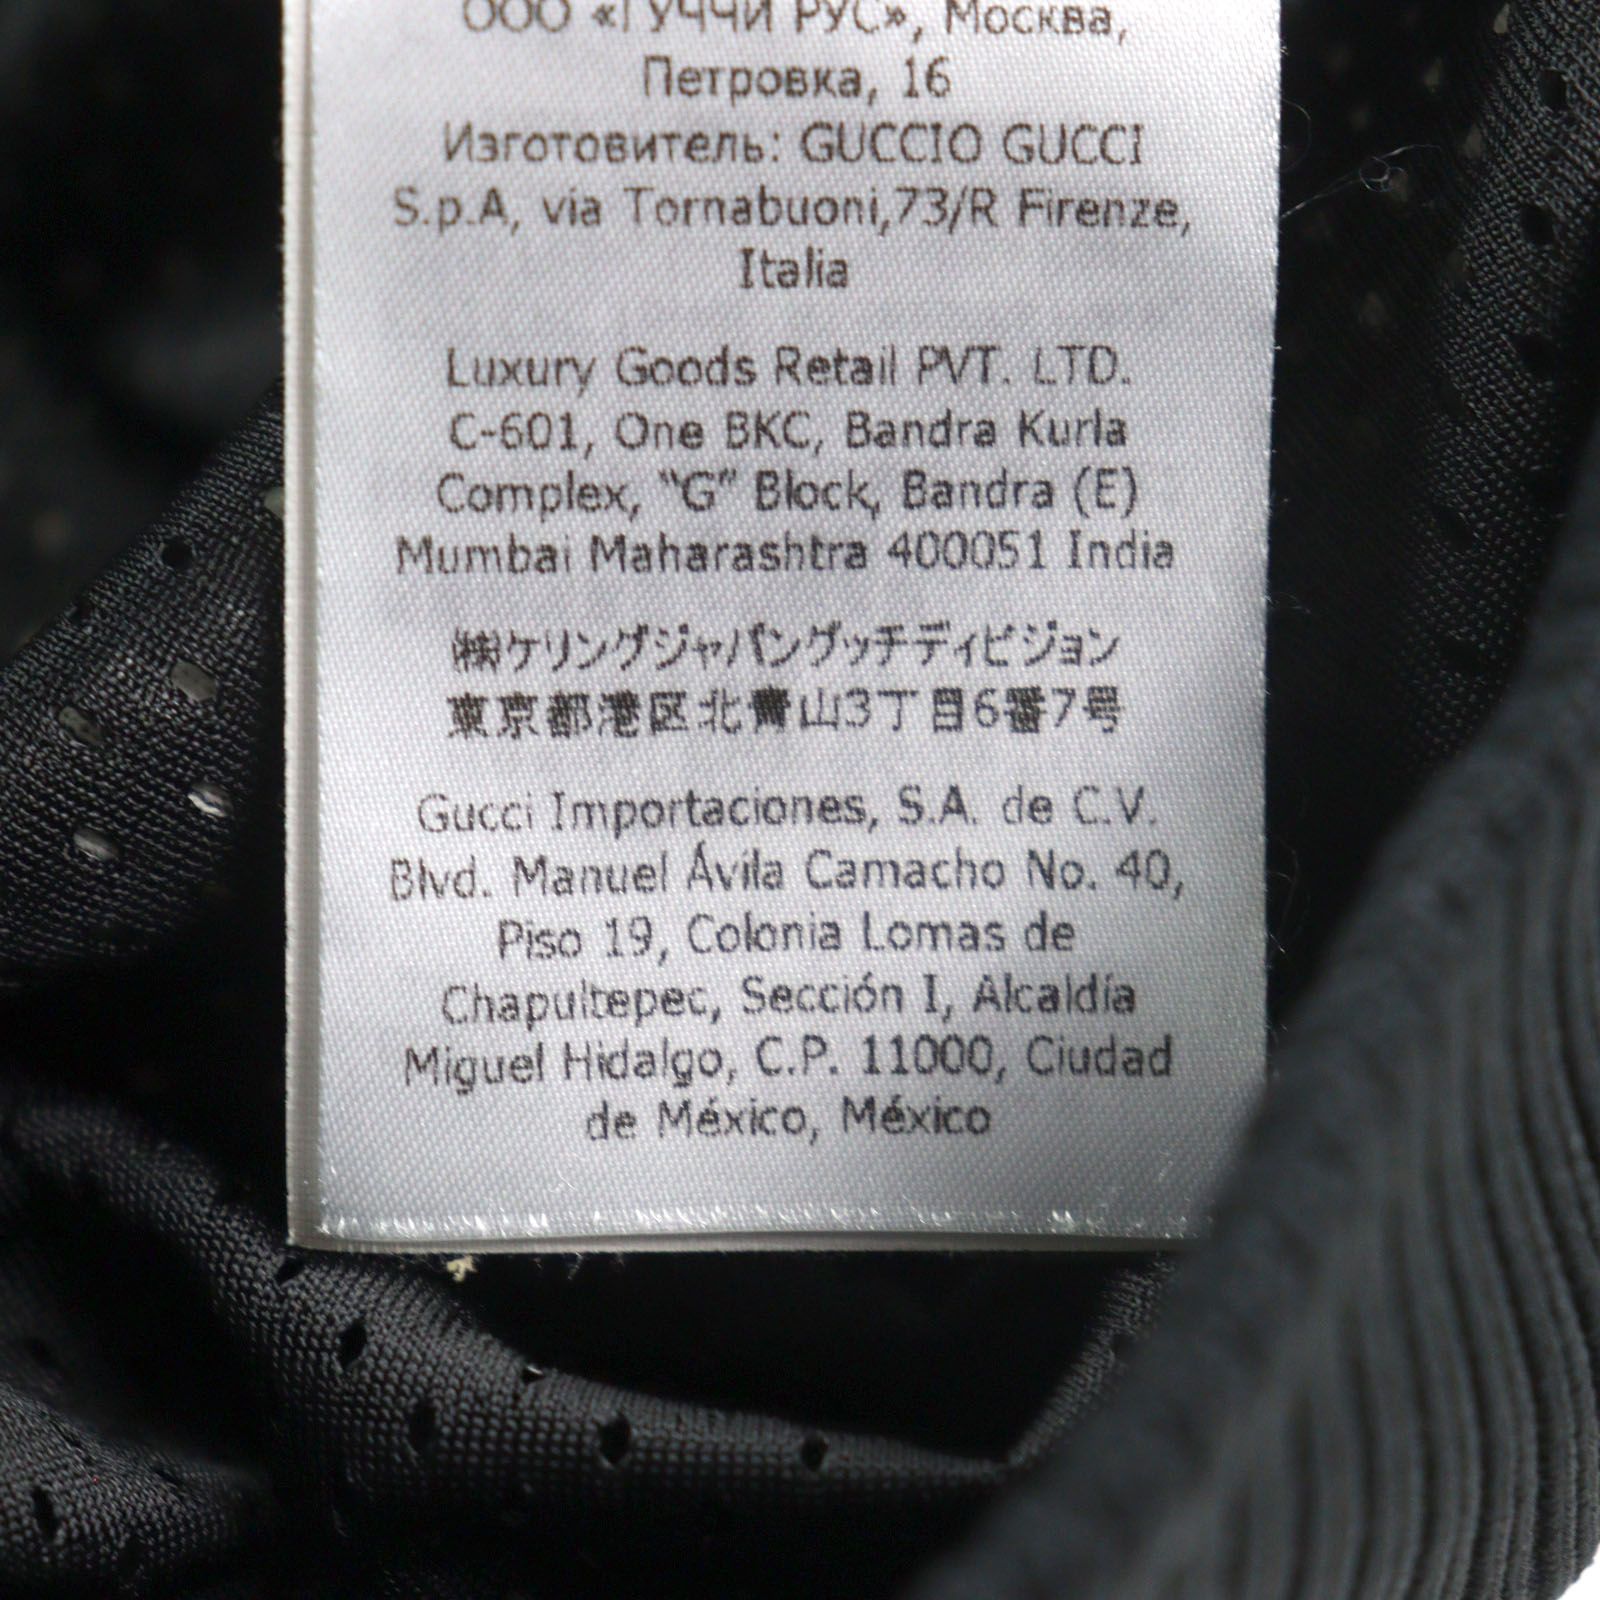 ООО «ГУЧЧИ РУС», Москва,
Петровка, 16
Изготовитель: GUCCIO GUCCI
S.p.A, via Tornabuoni,73/R Firenze,
Italia
Luxury Goods Retail PVT. LTD.
C-601, One BKC, Bandra Kurla
Complex, “G” Block, Bandra (E)
Mumbai Maharashtra 400051 India
㈱ケリングジャパングッチディビジョン
東京都港区北青山3丁目6番7号
Gucci Importaciones, S.A. de C.V.
Blvd. Manuel Ávila Camacho No. 40,
Piso 19, Colonia Lomas de
Chapultepec, Sección I, Alcaldía
Miguel Hidalgo, C.P. 11000, Ciudad
de México, México